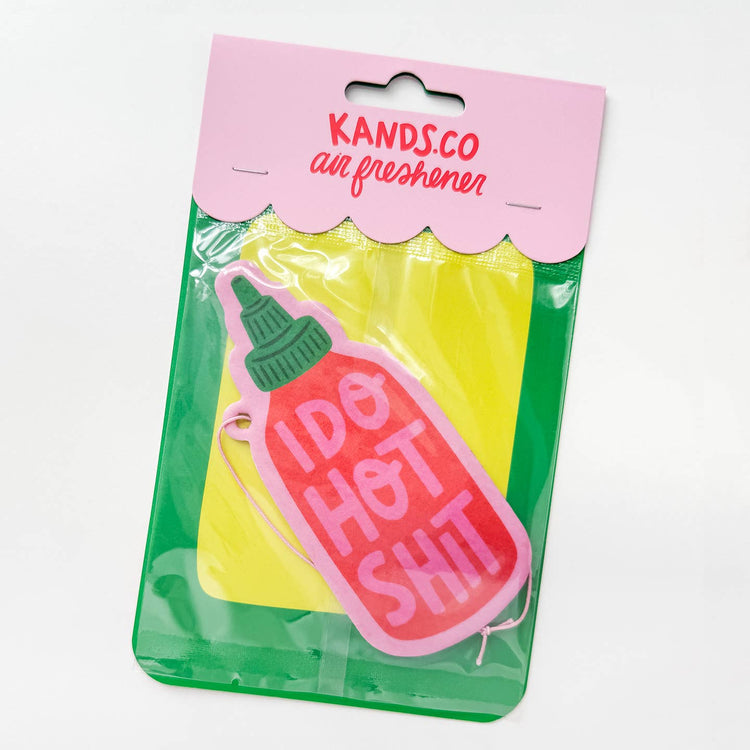 KANDS.CO
air freshener
I DO
HOT
SHIT